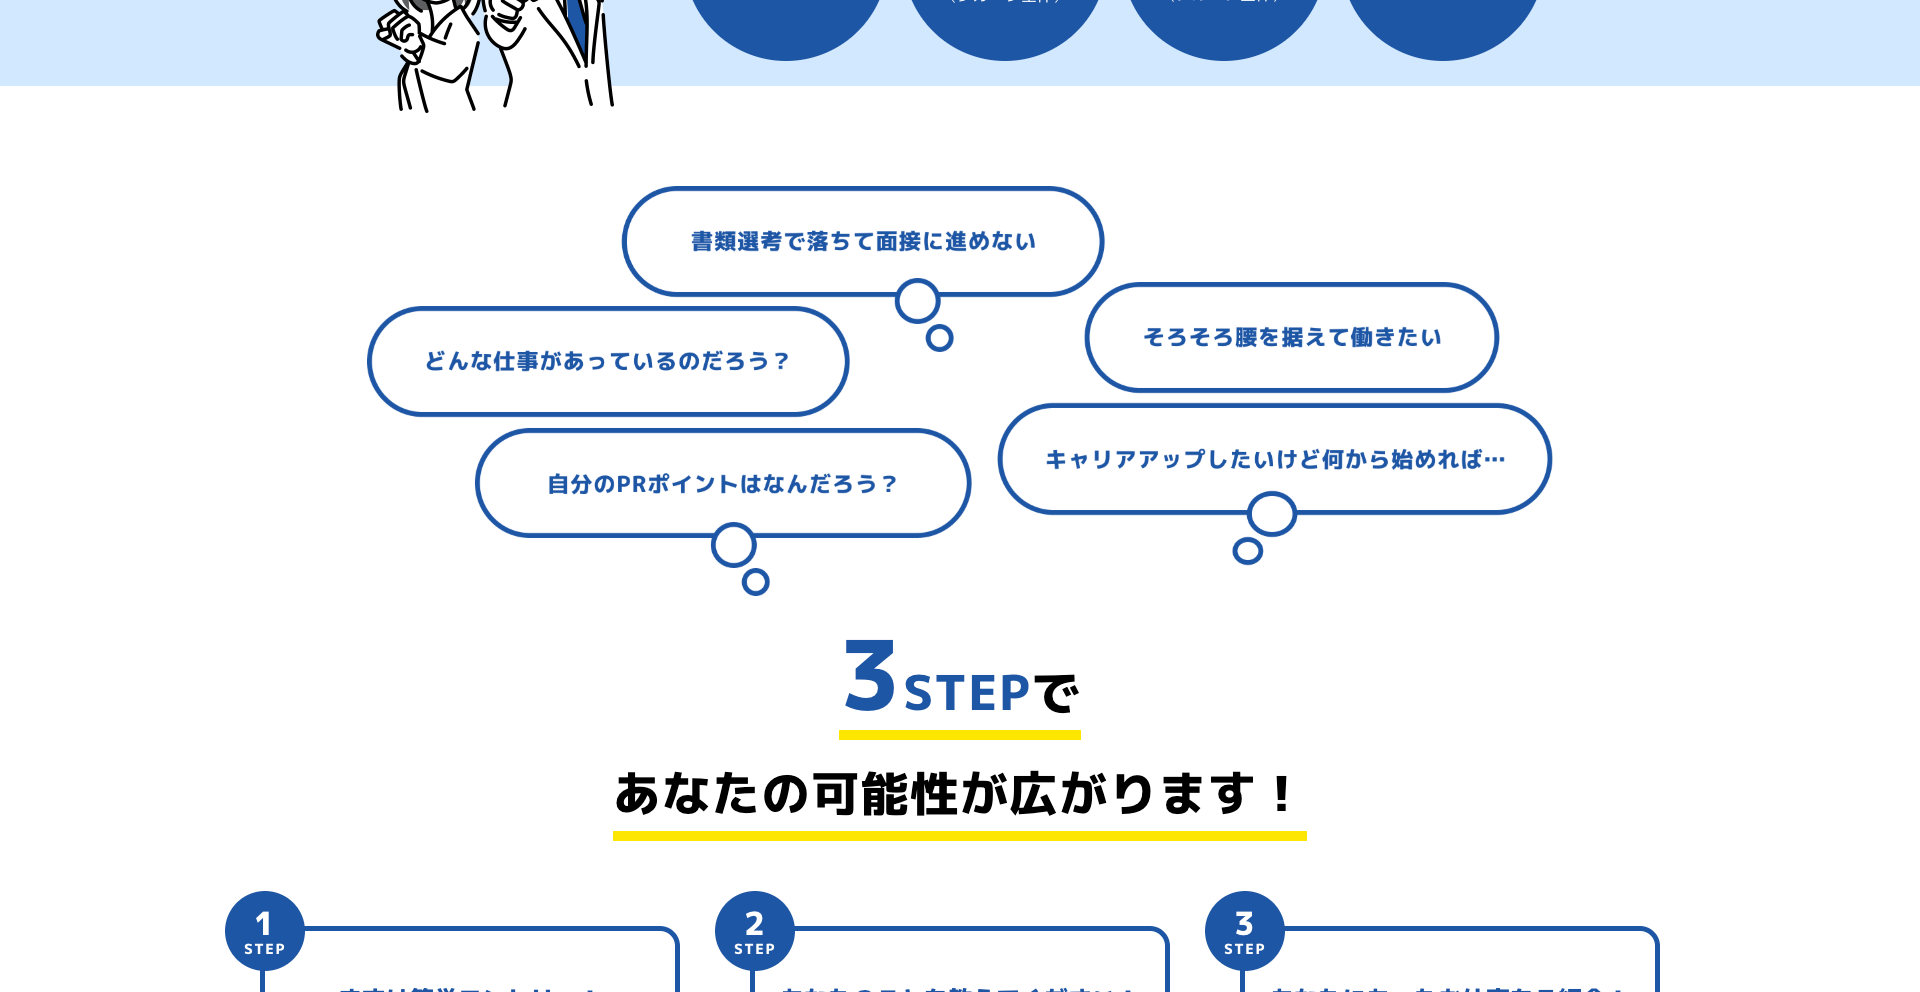 書類選考で落ちて面接に進めない
そろそろ腰を据えて働きたい
どんな仕事があっているのだろう？
キャリアアップしたいけど何から始めれば…
自分のPRポイントはなんだろう？
3STEPで
あなたの可能性が広がります！
1
STEP
2
STEP
3
STEP